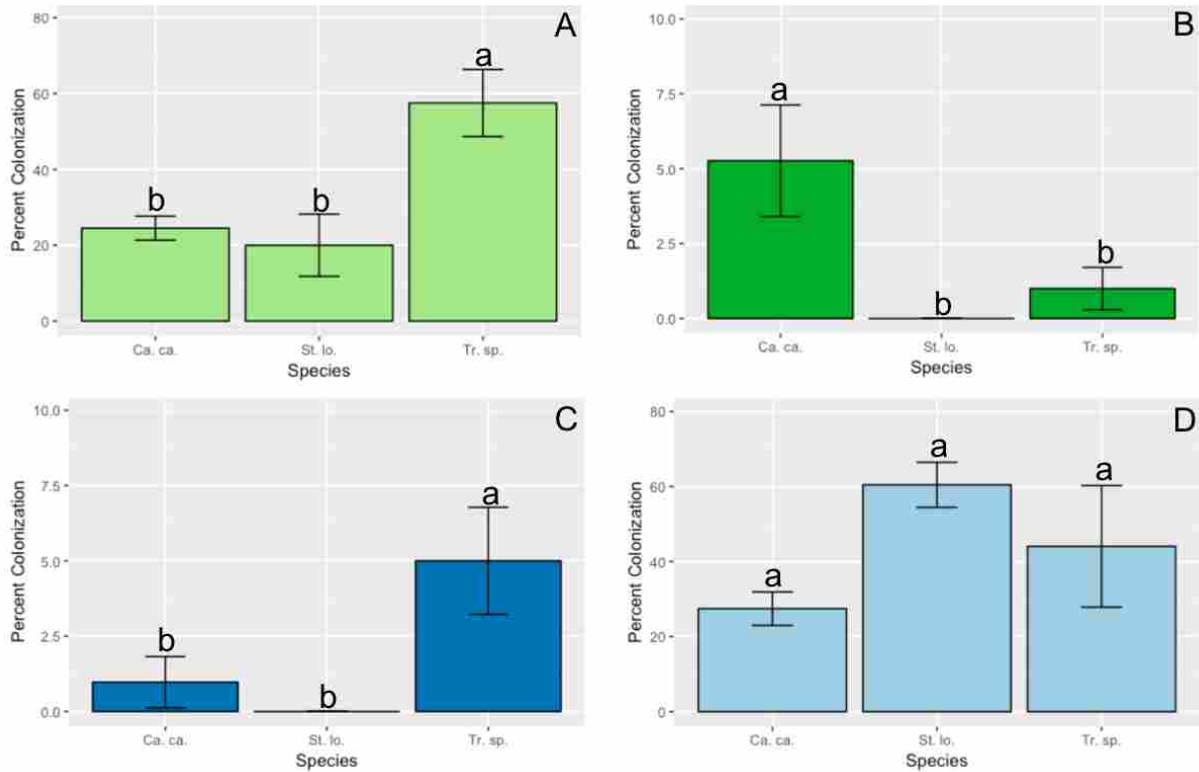 A
80
60
40
20
0
Percent Colonization
b
b
a
Ca. ca.
St. lo.
Tr. sp.
Species
B
10.0
7.5
5.0
2.5
0.0
Percent Colonization
a
b
b
Ca. ca.
St. lo.
Tr. sp.
Species
C
10.0
7.5
5.0
2.5
0.0
Percent Colonization
b
b
a
Ca. ca.
St. lo.
Tr. sp.
Species
D
80
60
40
20
0
Percent Colonization
a
a
a
Ca. ca.
St. lo.
Tr. sp.
Species